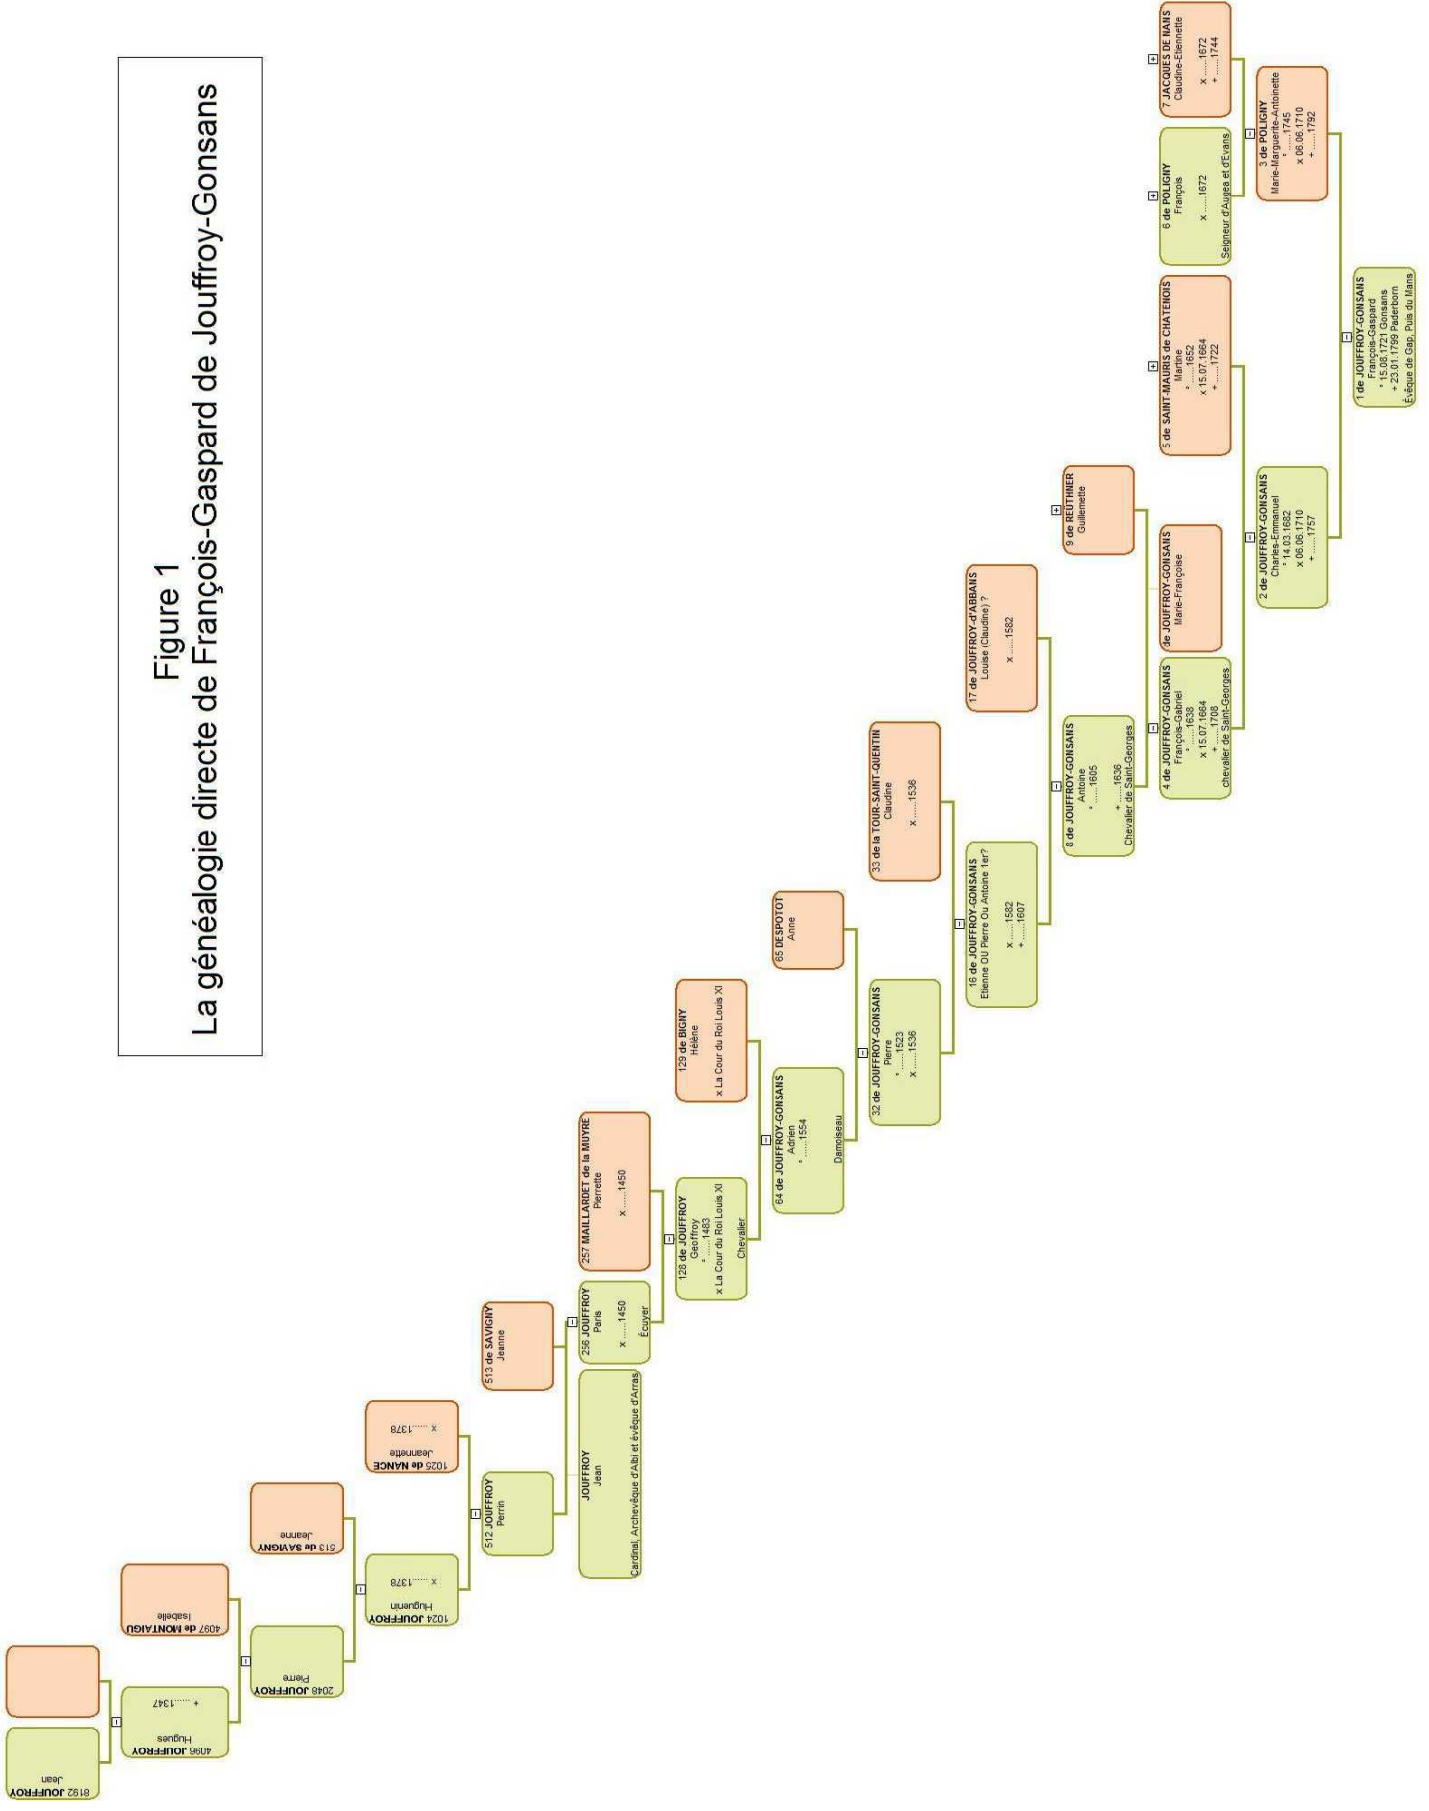 Figure 1
La généalogie directe de François-Gaspard de Jouffroy-Gonsans
8192 JOUFFROY
Jean
4096 JOUFFROY
Hugues
+ ......1347
4097 de MONTAIGU
Isabelle
2048 JOUFFROY
Pierre
513 de SAVIGNY
Jeanne
1024 JOUFFROY
Huguenin
x ......1378
1025 de NANCE
Jeannette
x ......1378
512 JOUFFROY
Perrin
513 de SAVIGNY
Jeanne
JOUFFROY
Jean
Cardinal, Archevêque d'Albi et évêque d'Arras
256 JOUFFROY
Paris
x ......1450
Écuyer
257 MAILLARDET de la MUYRE
Pierrette
x ......1450
128 de JOUFFROY
Geoffroy
° ......1483
x La Cour du Roi Louis XI
Chevalier
129 de BIGNY
Hélène
x La Cour du Roi Louis XI
64 de JOUFFROY-GONSANS
Adrien
° ......1554
Damoiseau
65 DESPOTOT
Anne
32 de JOUFFROY-GONSANS
Pierre
° ......1523
x ......1536
33 de la TOUR-SAINT-QUENTIN
Claudine
x ......1536
16 de JOUFFROY-GONSANS
Etienne OU Pierre Ou Antoine 1er?
x ......1582
+ ......1607
17 de JOUFFROY-d'ABBANS
Louise (Claudine) ?
x ......1582
8 de JOUFFROY-GONSANS
Antoine
° ......1605
+ ......1636
Chevalier de Saint-Georges
9 de REUTHNER
Guillemette
4 de JOUFFROY-GONSANS
François-Gabriel
° ......1638
x 15.07.1664
+ ......1708
chevalier de Saint-Georges
de JOUFFROY-GONSANS
Marie-Françoise
5 de SAINT-MAURIS de CHATENOIS
Martine
° ......1652
x 15.07.1664
+ ......1722
6 de POLIGNY
François
x ......1672
Seigneur d'Augea et d'Evans
7 JACQUES DE NANS
Claudine-Etiennette
x ......1672
+ ......1744
2 de JOUFFROY-GONSANS
Charles-Emmanuel
° 14.03.1682
x 06.06.1710
+ ......1757
3 de POLIGNY
Marie-Marguerite-Antoinette
° ......1745
x 06.06.1710
+ ......1792
1 de JOUFFROY-GONSANS
François-Gaspard
° 15.08.1721 Gonsans
+ 23.01.1799 Paderborn
Évêque de Gap, Puis du Mans